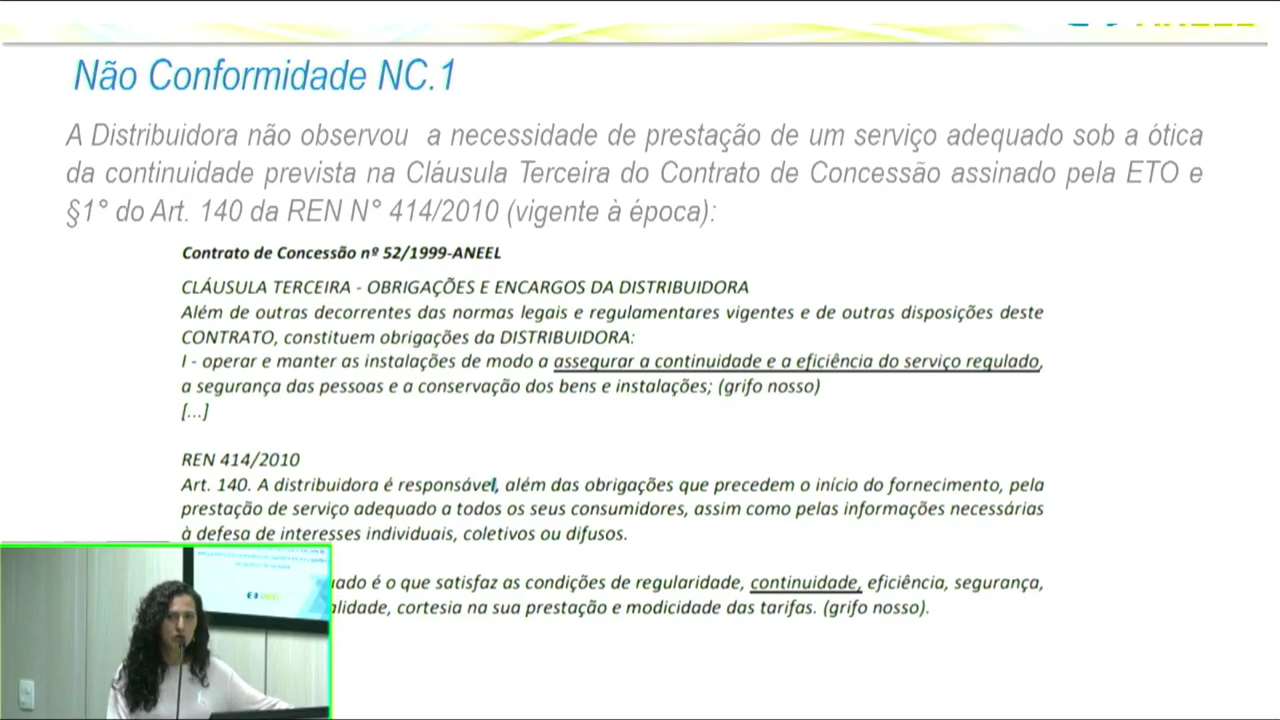 Não Conformidade NC.1
A Distribuidora não observou a necessidade de prestação de um serviço adequado sob a ótica
da continuidade prevista na Cláusula Terceira do Contrato de Concessão assinado pela ETO e
§1° do Art. 140 da REN N° 414/2010 (vigente à época):
Contrato de Concessão nº 52/1999-ANEEL
CLÁUSULA TERCEIRA - OBRIGAÇÕES E ENCARGOS DA DISTRIBUIDORA
Além de outras decorrentes das normas legais e regulamentares vigentes e de outras disposições deste
CONTRATO, constituem obrigações da DISTRIBUIDORA:
I - operar e manter as instalações de modo a assegurar a continuidade e a eficiência do serviço regulado,
a segurança das pessoas e a conservação dos bens e instalações; (grifo nosso)
[...]
REN 414/2010
Art. 140. A distribuidora é responsável, além das obrigações que precedem o início do fornecimento, pela
prestação de serviço adequado a todos os seus consumidores, assim como pelas informações necessárias
à defesa de interesses individuais, coletivos ou difusos.
é o que satisfaz as condições de regularidade, continuidade, eficiência, segurança,
cortesia na sua prestação e modicidade das tarifas. (grifo nosso).